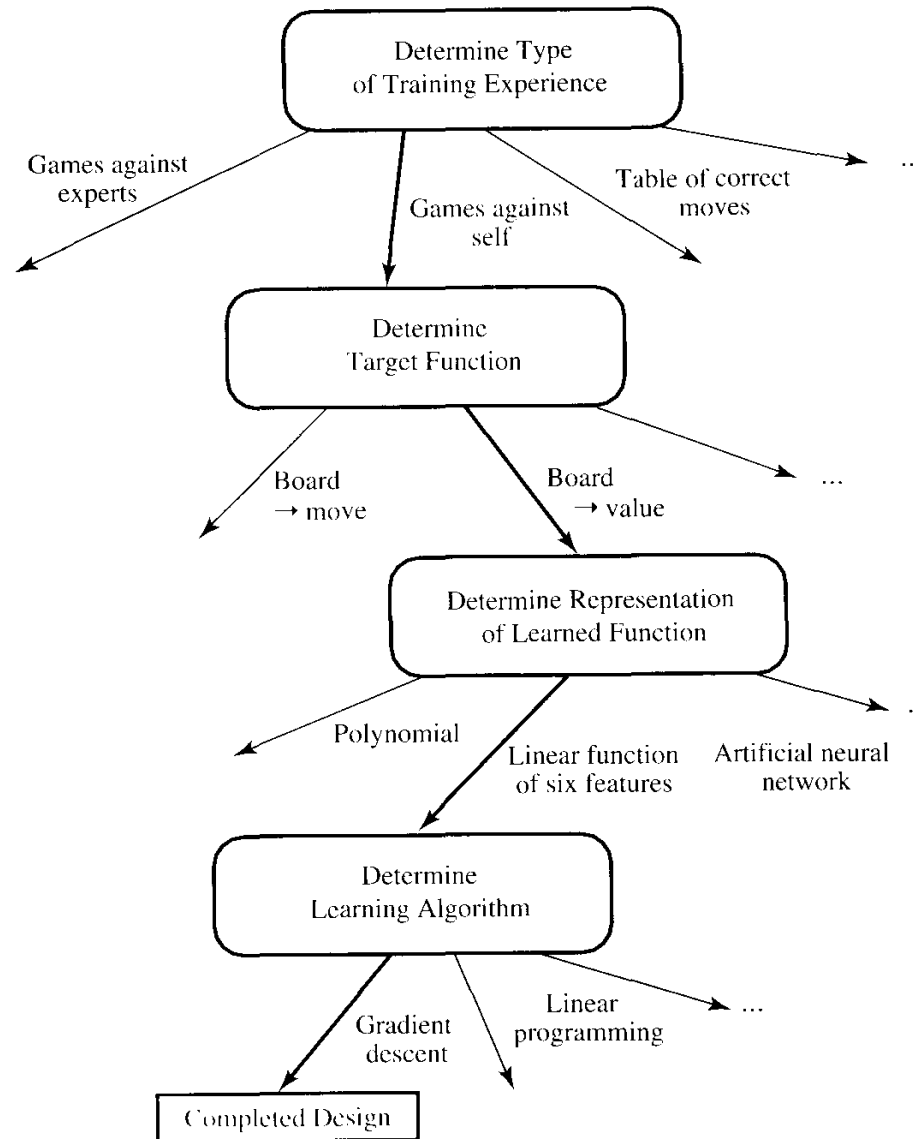 Determine Type
of Training Experience
Games against
experts
Games against
self
Table of correct
moves
...
Determine
Target Function
Board
→ move
Board
→ value
...
Determine Representation
of Learned Function
Polynomial
Linear function
of six features
Artificial neural
network
Determine
Learning Algorithm
Gradient
descent
Linear
programming
...
Completed Design